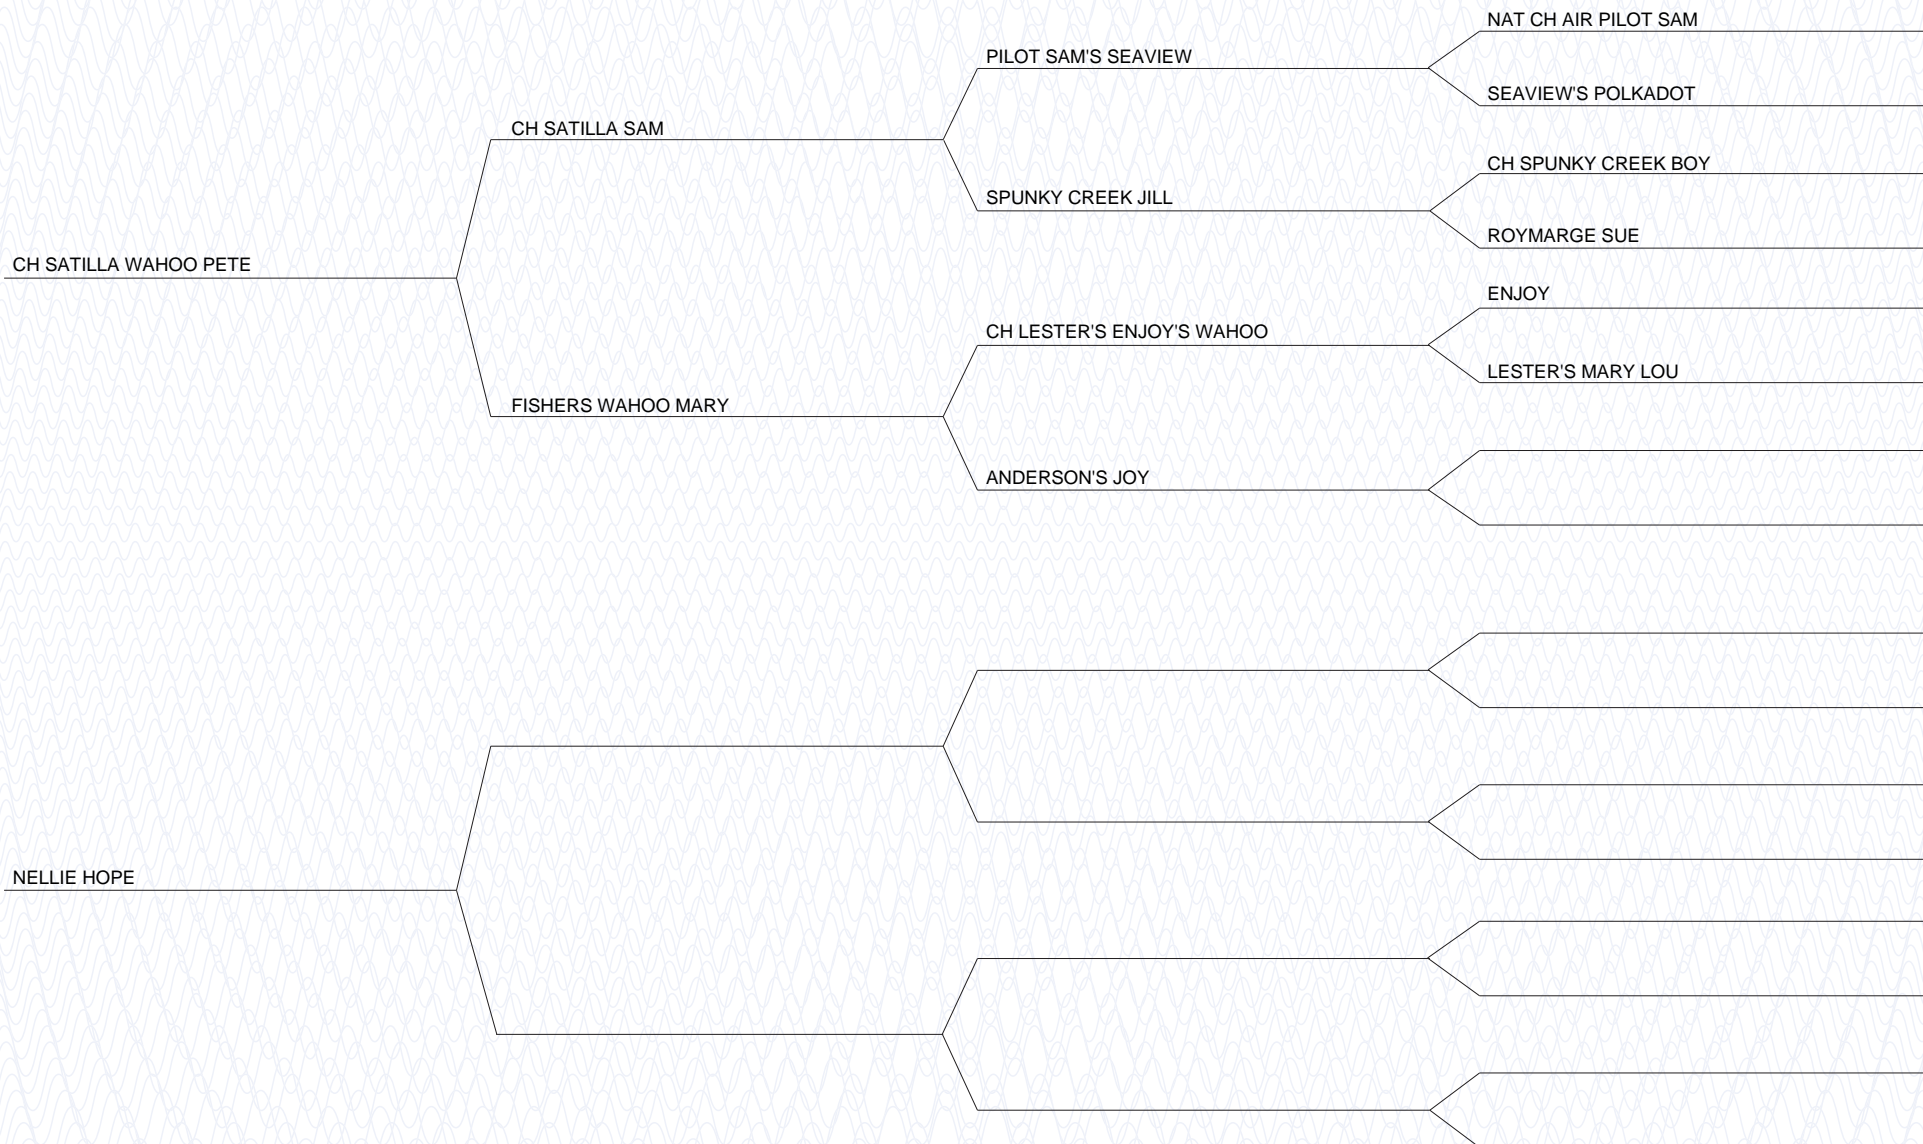 NAT CH AIR PILOT SAM
PILOT SAM'S SEAVIEW
SEAVIEW'S POLKADOT
CH SATILLA SAM
CH SPUNKY CREEK BOY
SPUNKY CREEK JILL
ROYMARGE SUE
CH SATILLA WAHOO PETE
ENJOY
CH LESTER'S ENJOY'S WAHOO
LESTER'S MARY LOU
FISHERS WAHOO MARY
ANDERSON'S JOY
NELLIE HOPE